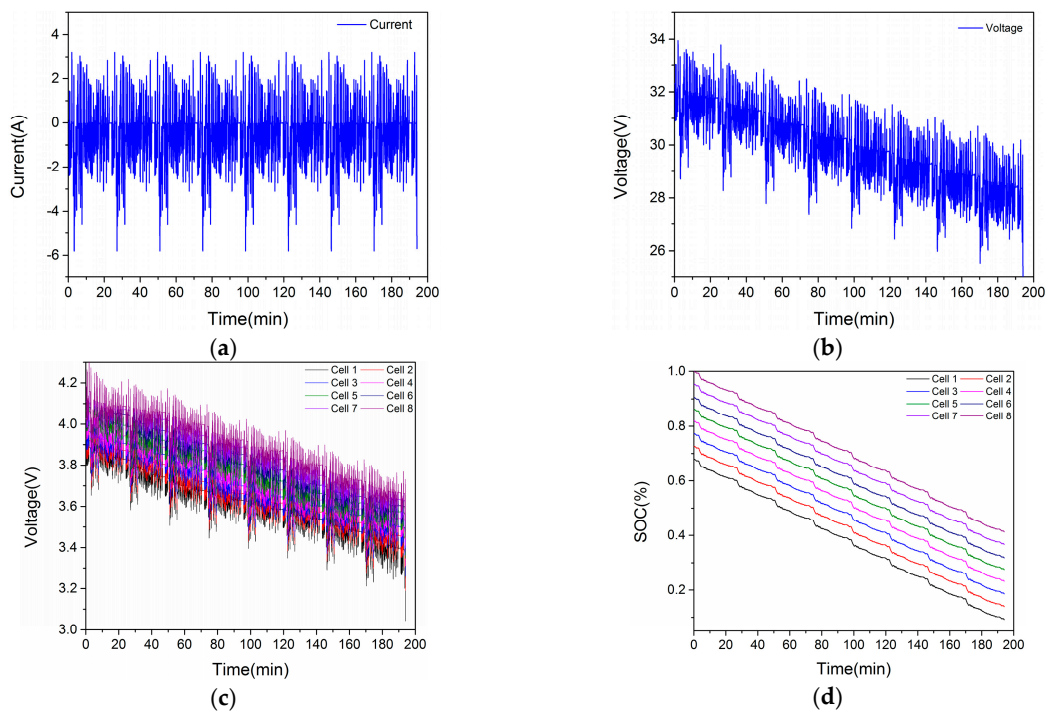 Current
Current(A)
4
2
0
-2
-4
-6
0 20 40 60 80 100 120 140 160 180 200
Time(min)
(a)
Voltage
Voltage(V)
34
32
30
28
26
0 20 40 60 80 100 120 140 160 180 200
Time(min)
(b)
Cell 1 Cell 2
Cell 3 Cell 4
Cell 5 Cell 6
Cell 7 Cell 8
Voltage(V)
4.2
4.0
3.8
3.6
3.4
3.2
3.0
0 20 40 60 80 100 120 140 160 180 200
Time(min)
(c)
Cell 1 Cell 2
Cell 3 Cell 4
Cell 5 Cell 6
Cell 7 Cell 8
SOC(%)
1.0
0.8
0.6
0.4
0.2
0 20 40 60 80 100 120 140 160 180 200
Time(min)
(d)